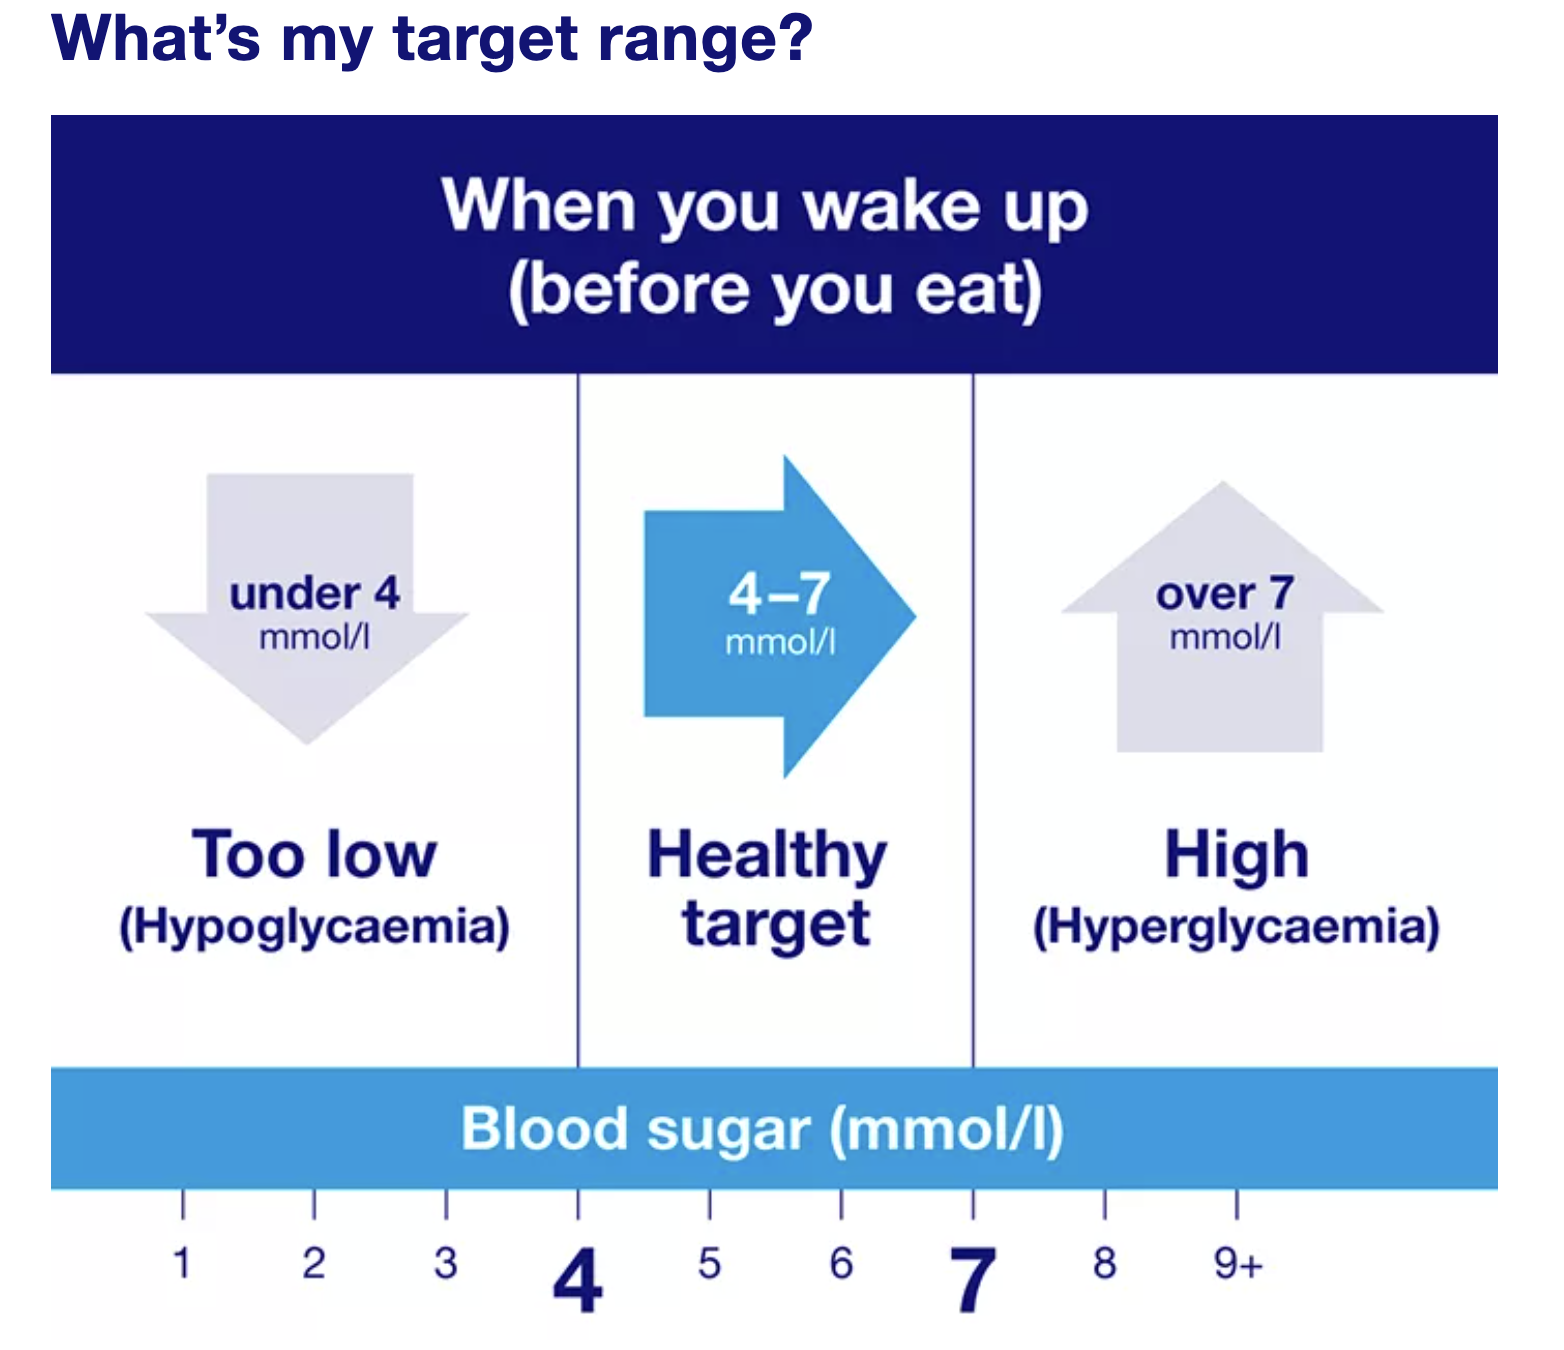 What’s my target range?
When you wake up
(before you eat)
under 4
mmol/l
Too low
(Hypoglycaemia)
4–7
mmol/l
Healthy
target
over 7
mmol/l
High
(Hyperglycaemia)
Blood sugar (mmol/l)
1 2 3 4 5 6 7 8 9+